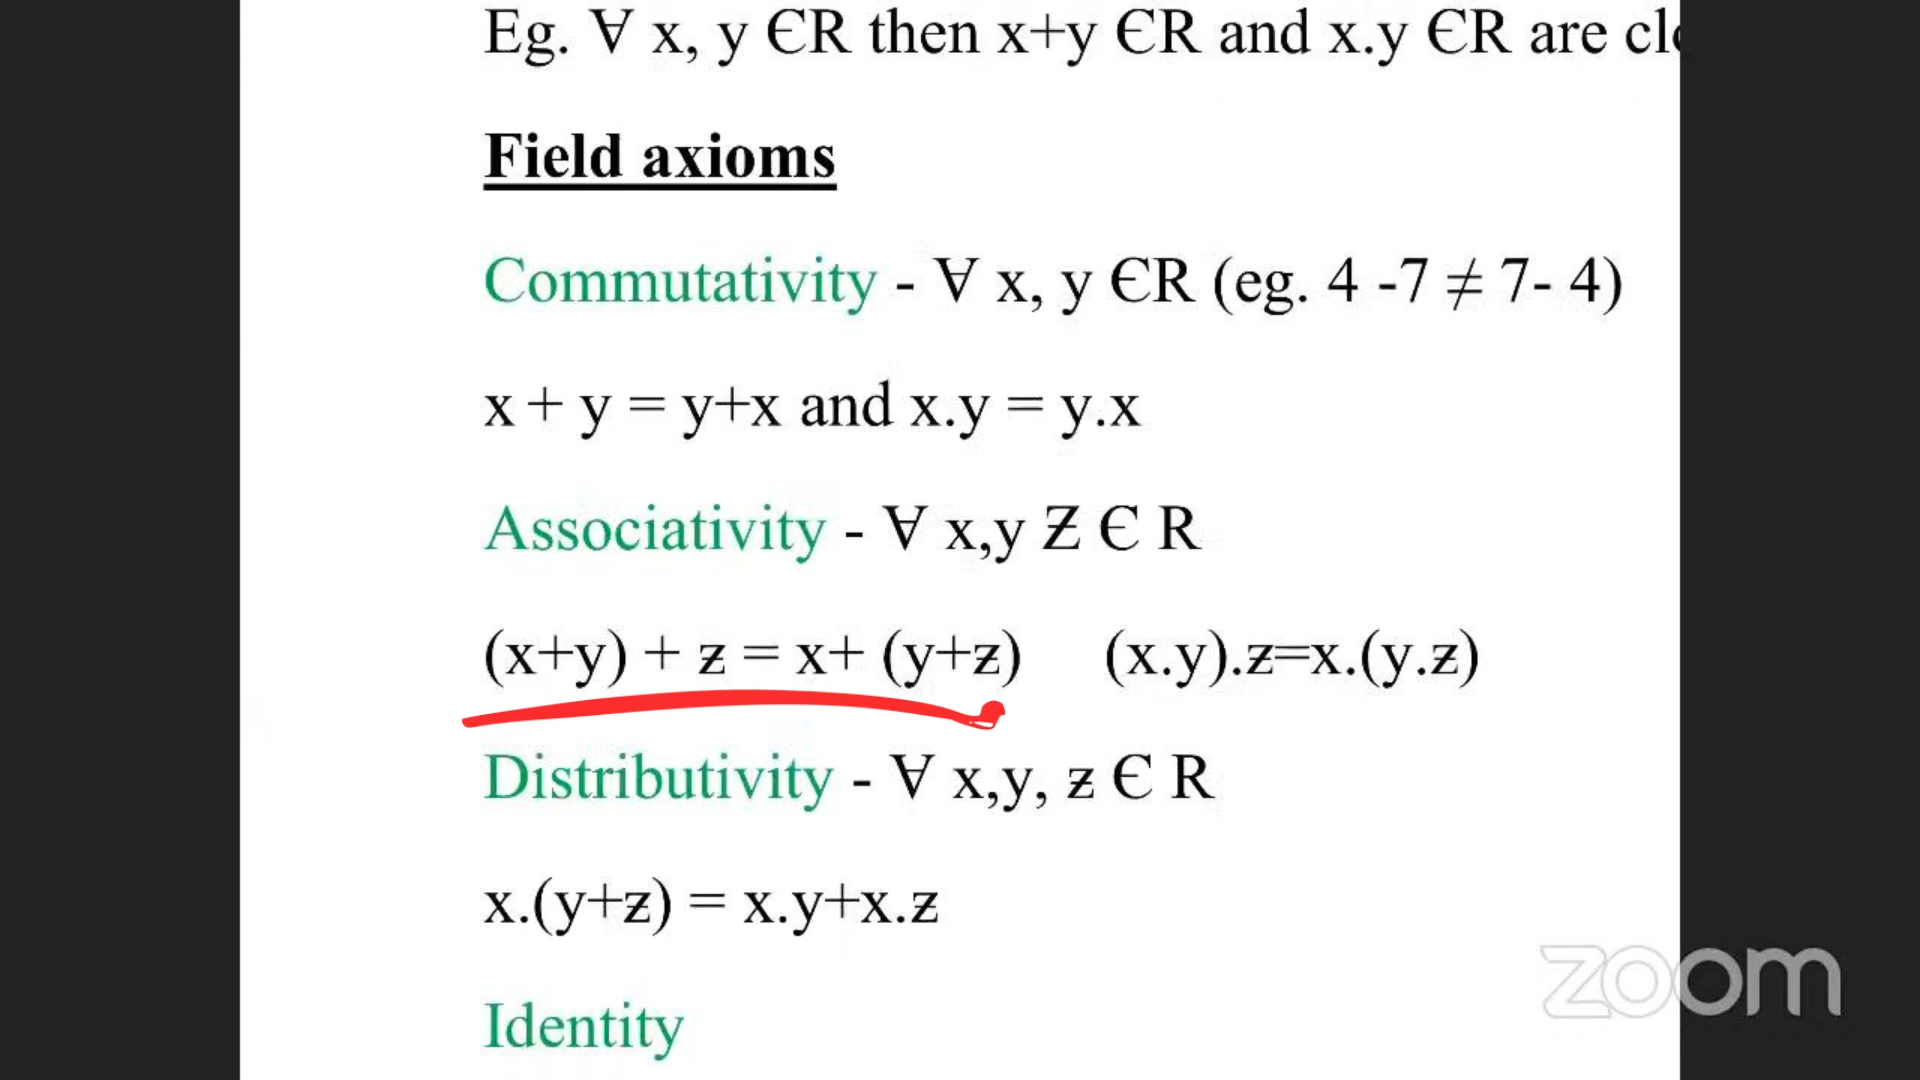 Eg. ∀ x, y ЄR then x+y ЄR and x.y ЄR are
Field axioms
Commutativity - ∀ x, y ЄR (eg. 4 -7 ≠ 7- 4)
x + y = y+x and x.y = y.x
Associativity - ∀ x,y Ƶ Є R
(x+y) + ƶ = x+ (y+ƶ) (x.y).ƶ=x.(y.ƶ)
Distributivity - ∀ x,y, ƶ Є R
x.(y+ƶ) = x.y+x.ƶ
Identity
zoom